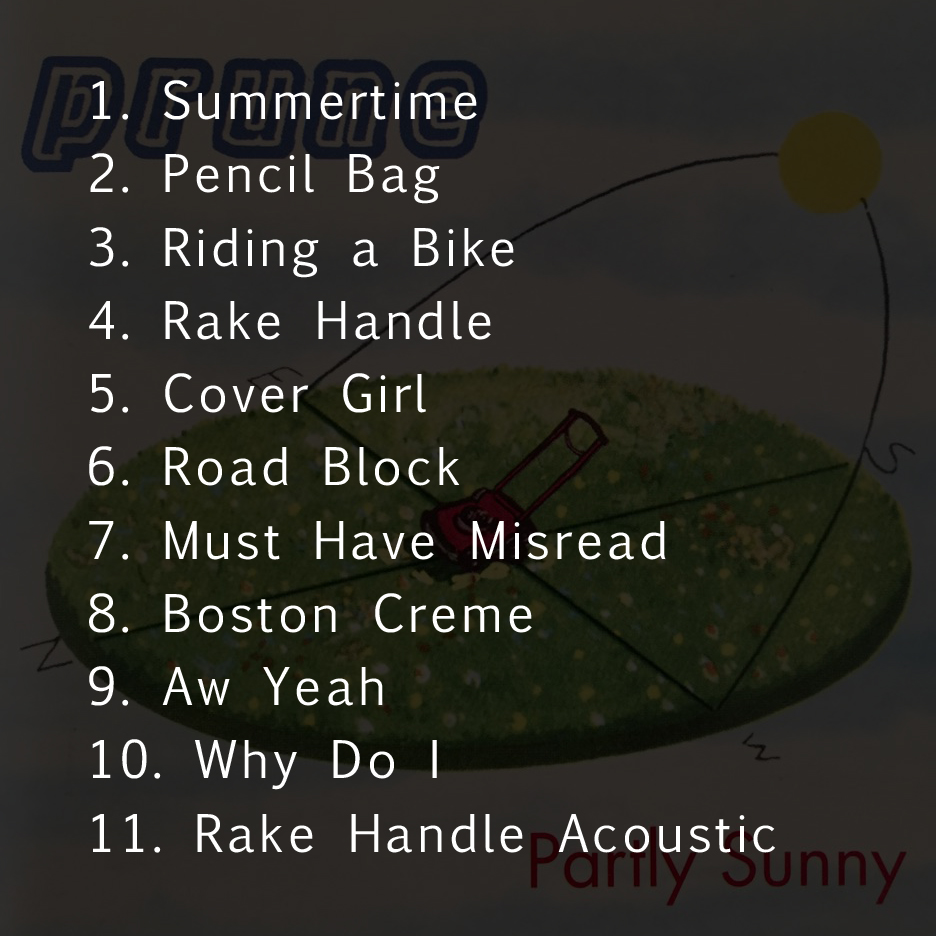 prune
1. Summertime
2. Pencil Bag
3. Riding a Bike
4. Rake Handle
5. Cover Girl
6. Road Block
7. Must Have Misread
8. Boston Creme
9. Aw Yeah
10. Why Do I
11. Rake Handle Acoustic
Partly Sunny
E
S
N
W